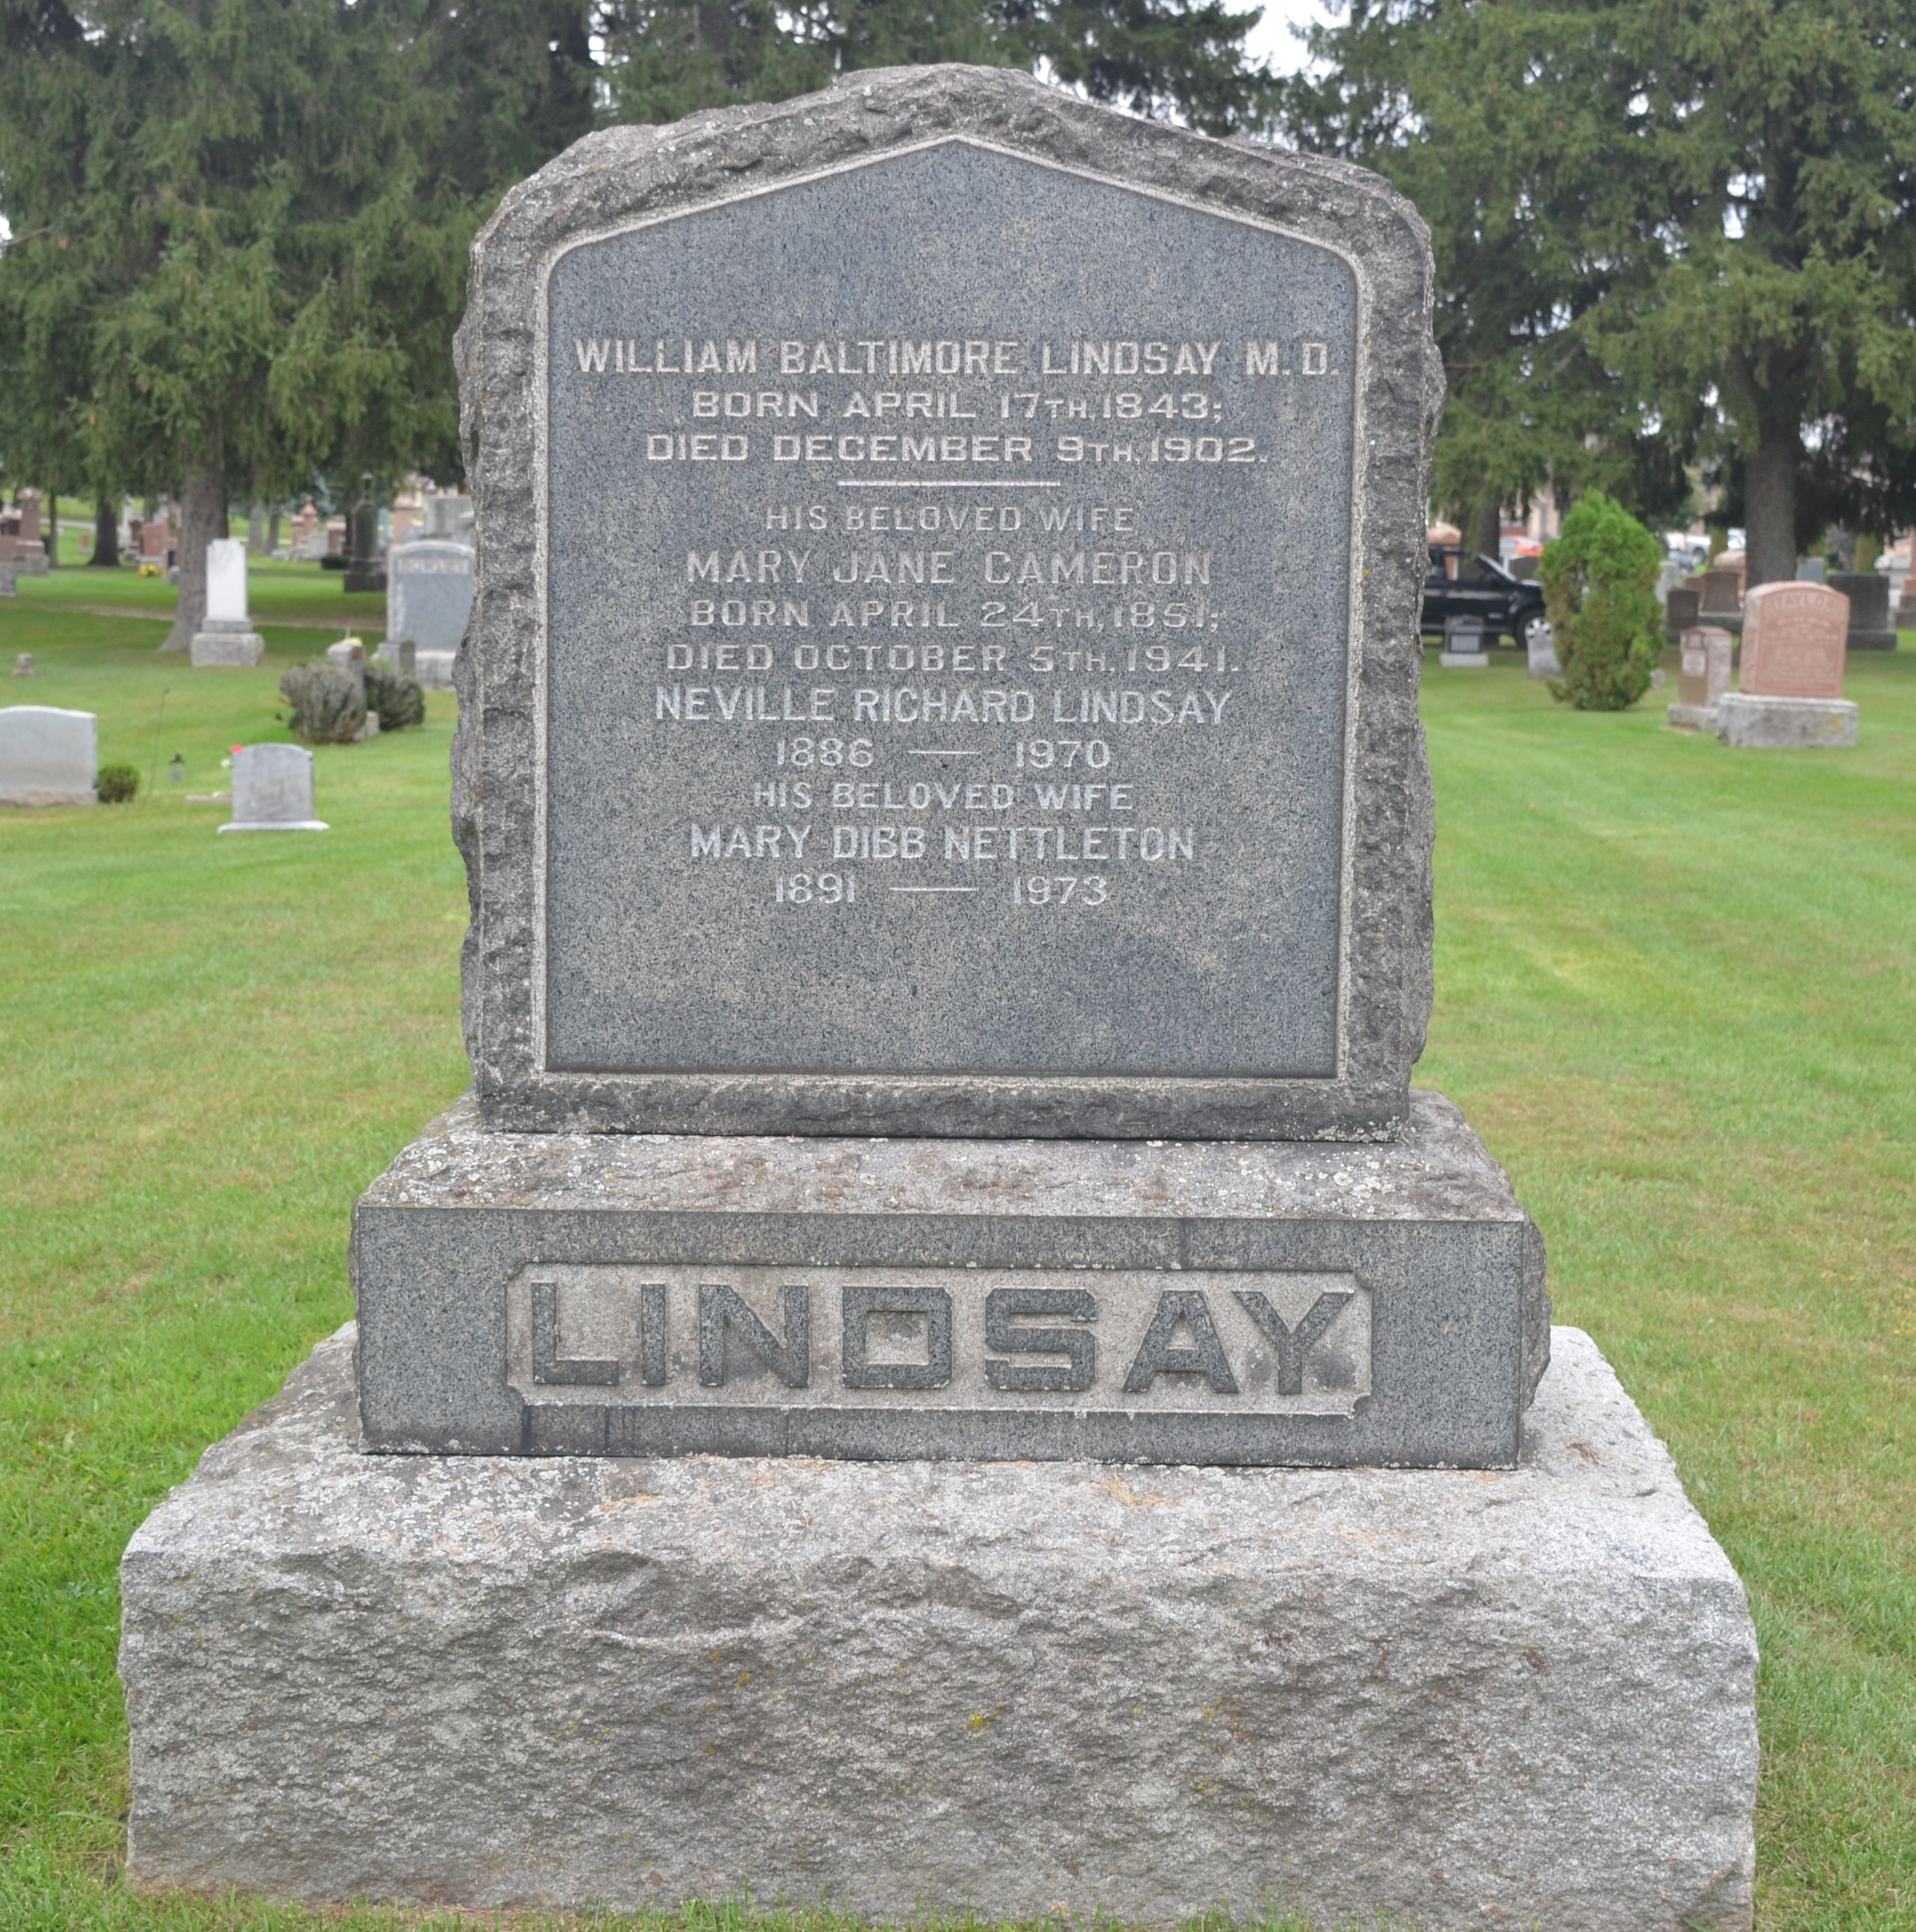 WILLIAM BALTIMORE LINDSAY M.D.
BORN APRIL 17TH, 1843;
DIED DECEMBER 9TH, 1902.
HIS BELOVED WIFE
MARY JANE CAMERON
BORN APRIL 24TH, 1851;
DIED OCTOBER 5TH, 1941.
NEVILLE RICHARD LINDSAY
1886 — 1970
HIS BELOVED WIFE
MARY DIBB NETTLETON
1891 — 1973
LINDSAY
TAYLOR